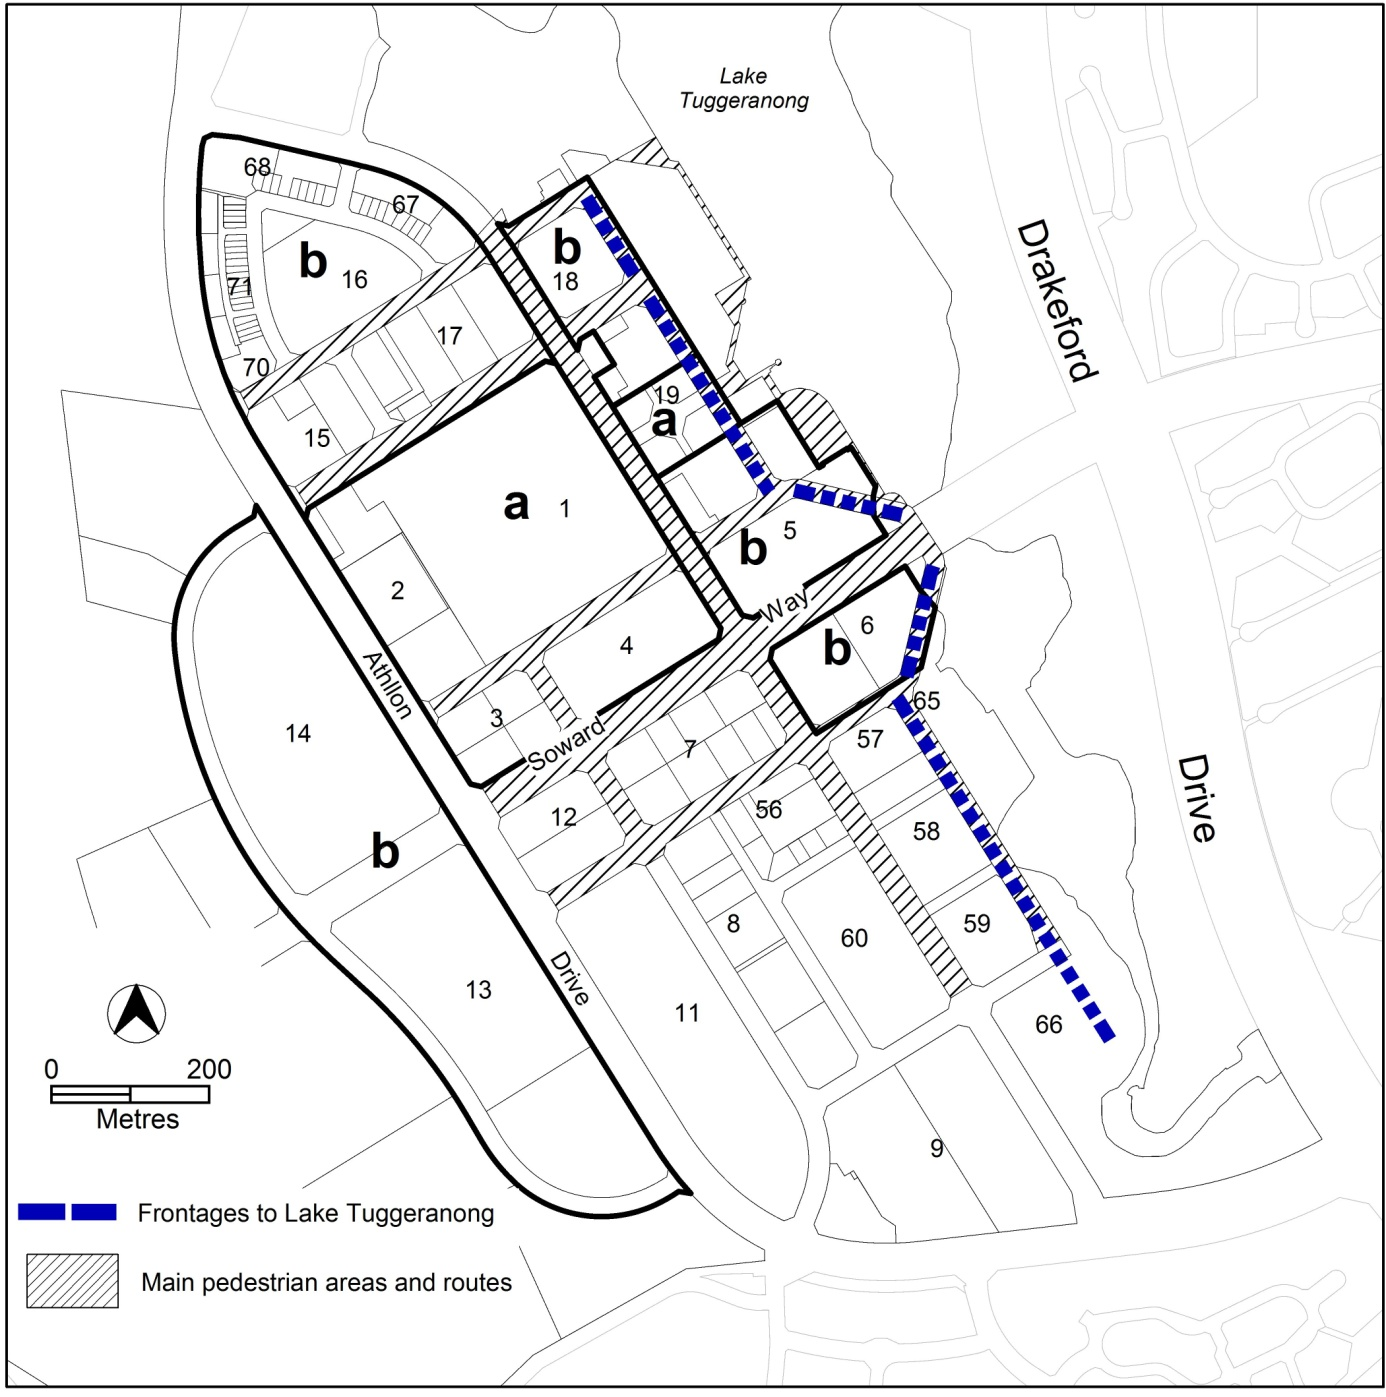 Lake
Tuggeranong
68
67
b
18
b
16
71
17
70
19
a
15
Drakeford
a
1
5
b
2
Way
6
b
4
Athllon
3
65
14
Soward
57
7
Drive
12
56
58
b
8
59
60
Drive
13
11
66
0
200
Metres
9
Frontages to Lake Tuggeranong
Main pedestrian areas and routes